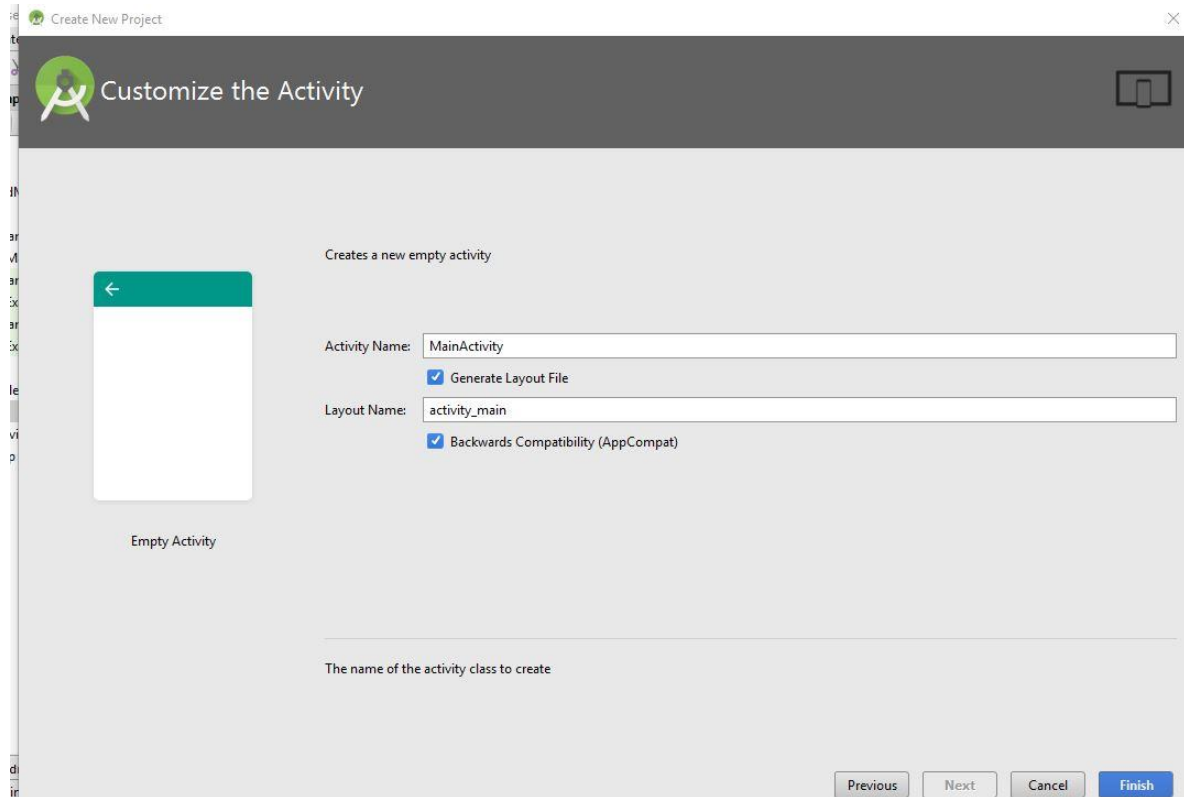 Create New Project
Customize the Activity
Creates a new empty activity
Activity Name: MainActivity
Generate Layout File
Layout Name: activity_main
Backwards Compatibility (AppCompat)
Empty Activity
The name of the activity class to create
Previous Next Cancel Finish